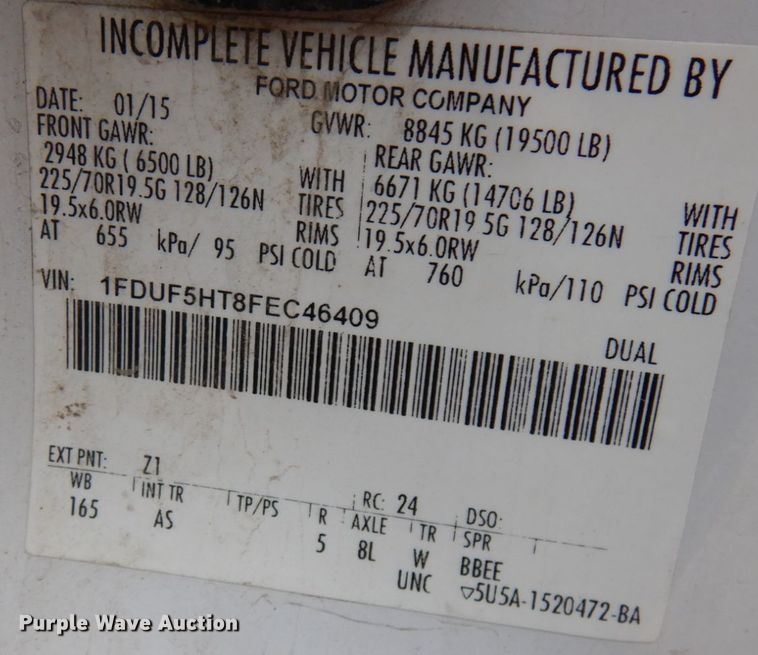 INCOMPLETE VEHICLE MANUFACTURED BY
FORD MOTOR COMPANY
DATE: 01/15 GVWR: 8845 KG (19500 LB)
FRONT GAWR: REAR GAWR:
2948 KG ( 6500 LB) WITH 6671 KG (14706 LB) WITH
225/70R19.5G 128/126N TIRES 225/70R19 5G 128/126N TIRES
19.5x6.0RW RIMS 19.5x6.0RW RIMS
AT 655 kPa/ 95 PSI COLD AT 760 kPa/110 PSI COLD
VIN: 1FDUF5HT8FEC46409
DUAL
EXT PNT: Z1 RC: 24 DSO:
WB INT TR TP/PS R AXLE TR SPR
165 AS 5 8L W BBEE
UNC ▽5U5A-1520472-BA
Purple Wave Auction